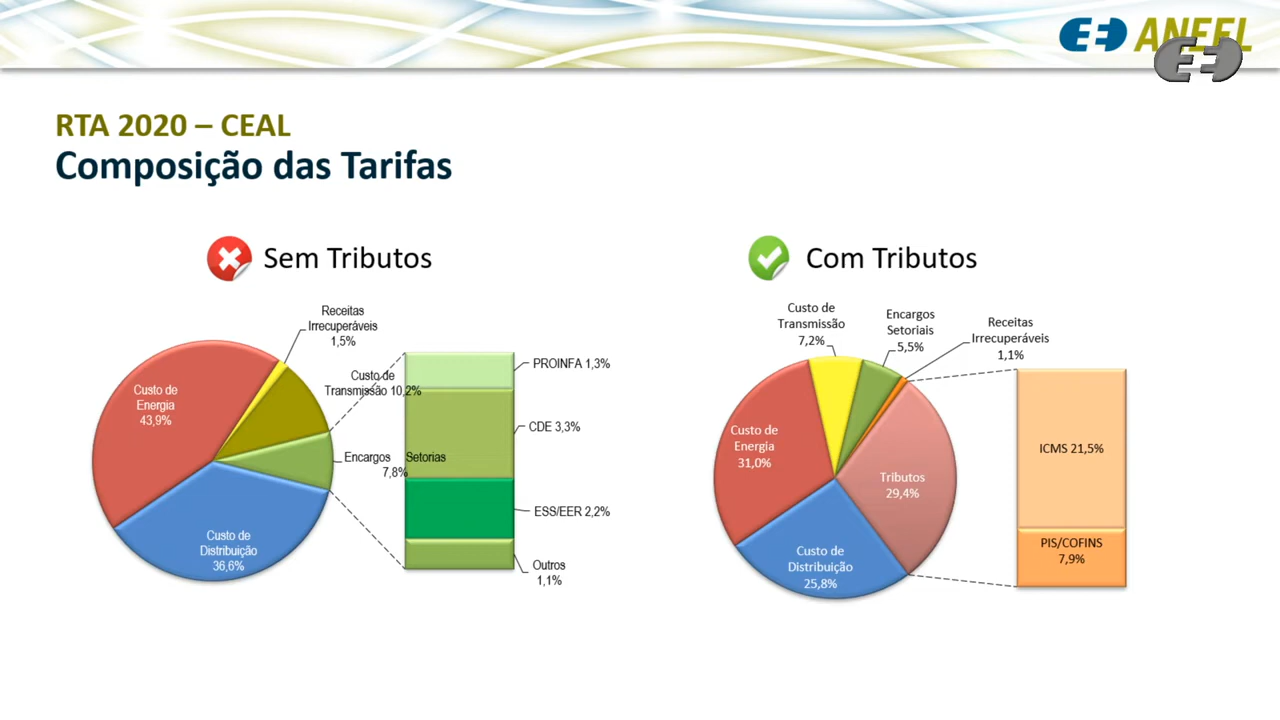 ANEEL
RTA 2020 – CEAL
Composição das Tarifas
Sem Tributos
Receitas
Irrecuperáveis
1,5%
Custo de
Energia
43,9%
Custo de
Transmissão 10,2%
Encargos Setorias
7,8%
Custo de
Distribuição
36,6%
PROINFA 1,3%
CDE 3,3%
ESS/EER 2,2%
Outros
1,1%
Com Tributos
Custo de
Transmissão
7,2%
Encargos
Setoriais
5,5%
Receitas
Irrecuperáveis
1,1%
Custo de
Energia
31,0%
Tributos
29,4%
Custo de
Distribuição
25,8%
ICMS 21,5%
PIS/COFINS
7,9%